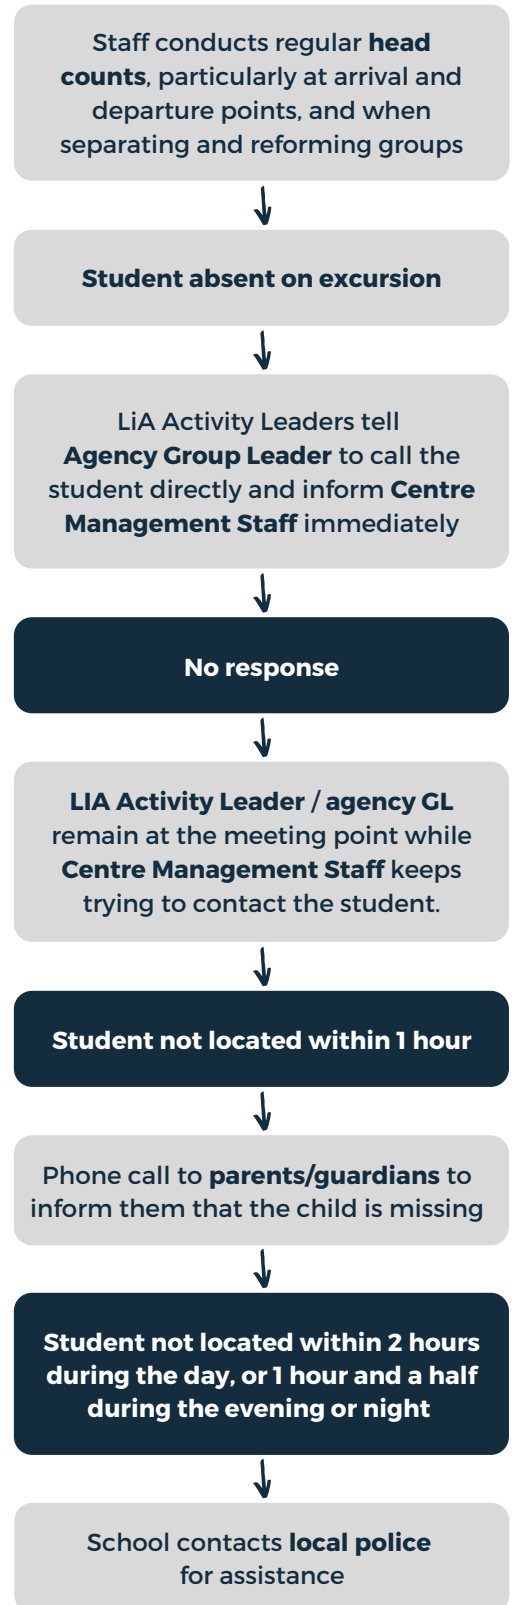 Staff conducts regular head
counts, particularly at arrival and
departure points, and when
separating and reforming groups
Student absent on excursion
LiA Activity Leaders tell
Agency Group Leader to call the
student directly and inform Centre
Management Staff immediately
No response
LIA Activity Leader / agency GL
remain at the meeting point while
Centre Management Staff keeps
trying to contact the student.
Student not located within 1 hour
Phone call to parents/guardians to
inform them that the child is missing
Student not located within 2 hours
during the day, or 1 hour and a half
during the evening or night
School contacts local police
for assistance